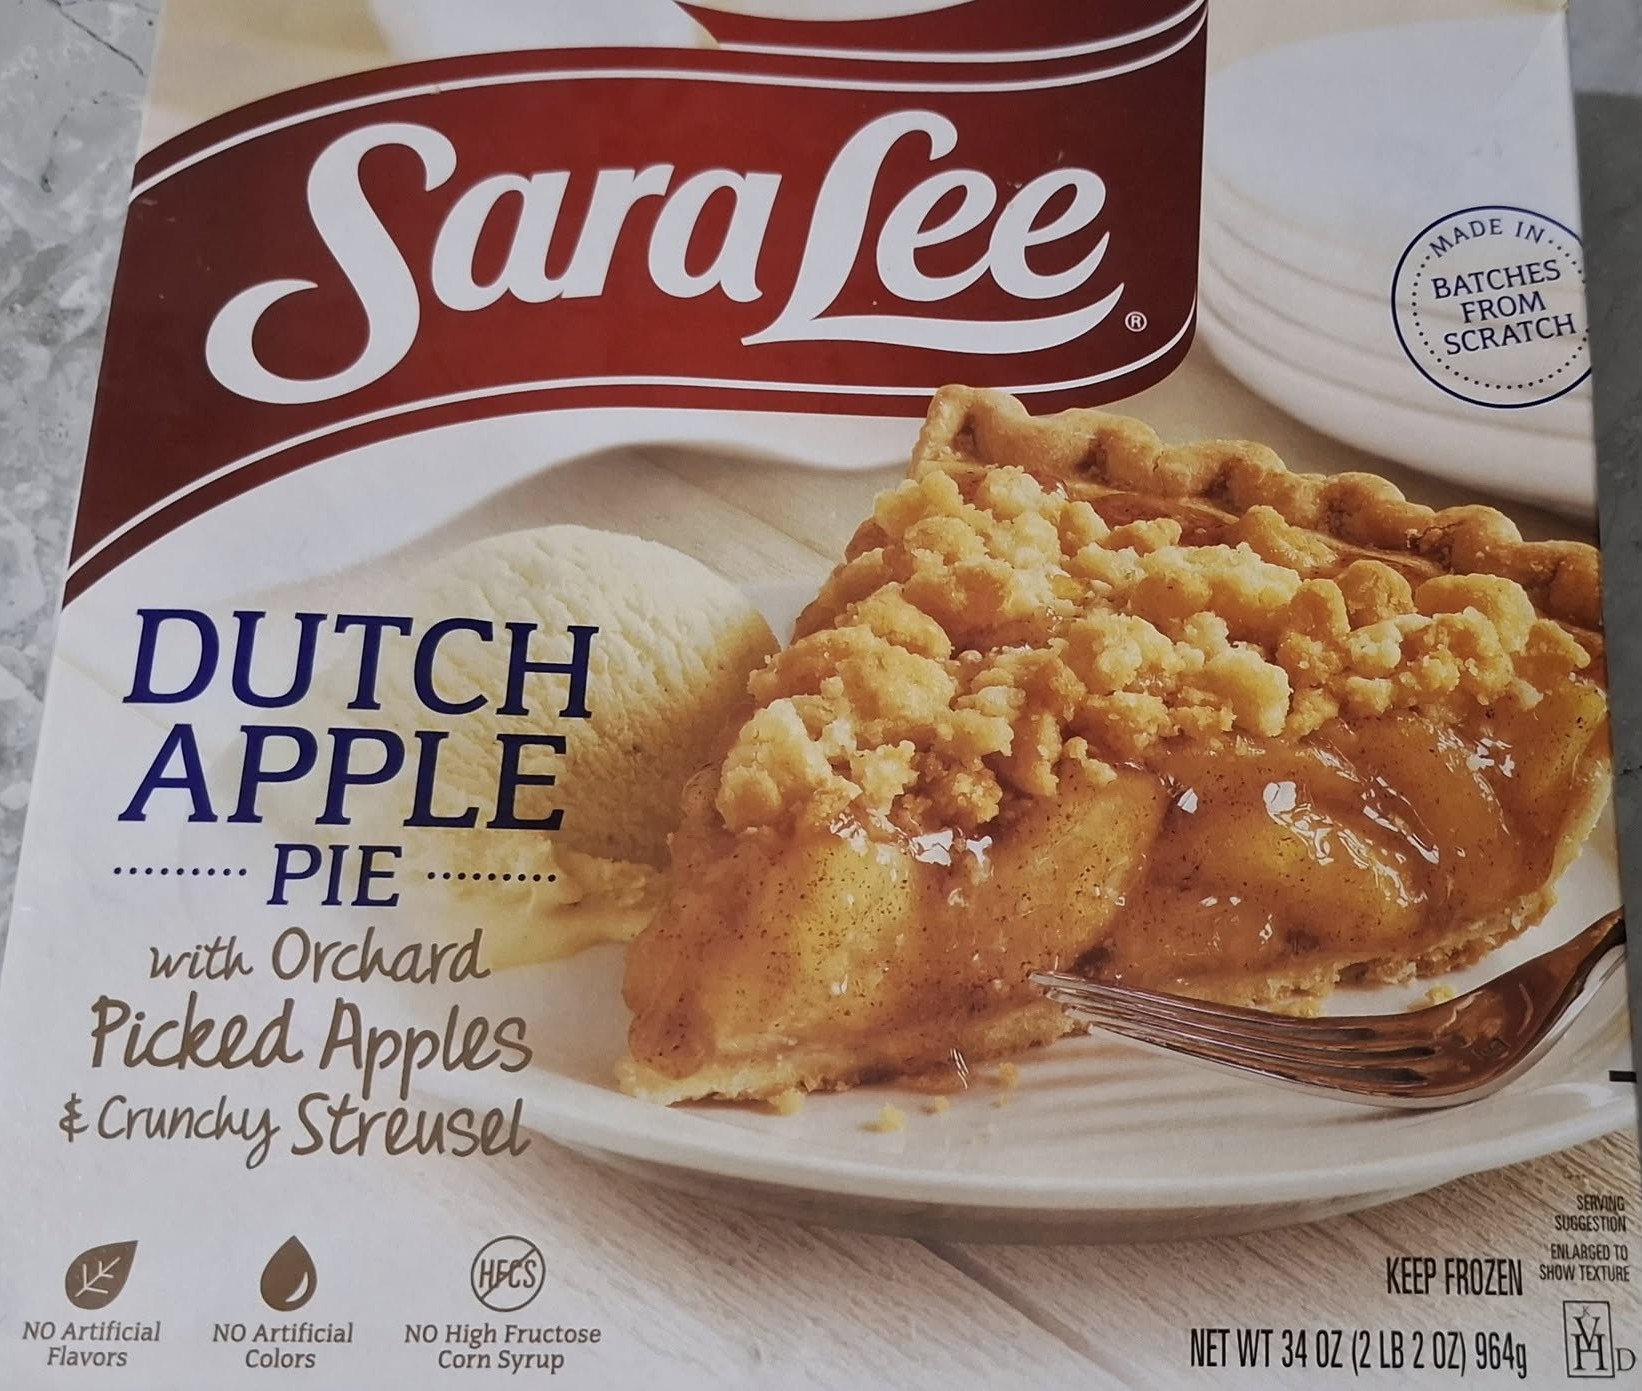 Sara Lee®
MADE IN
BATCHES
FROM
SCRATCH
DUTCH
APPLE
PIE
with Orchard
Picked Apples
& Crunchy Streusel
NO Artificial
Flavors
NO Artificial
Colors
HFCS
NO High Fructose
Corn Syrup
SERVING
SUGGESTION
ENLARGED TO
SHOW TEXTURE
KEEP FROZEN
NET WT 34 OZ (2 LB 2 OZ) 964g
K
V
H D